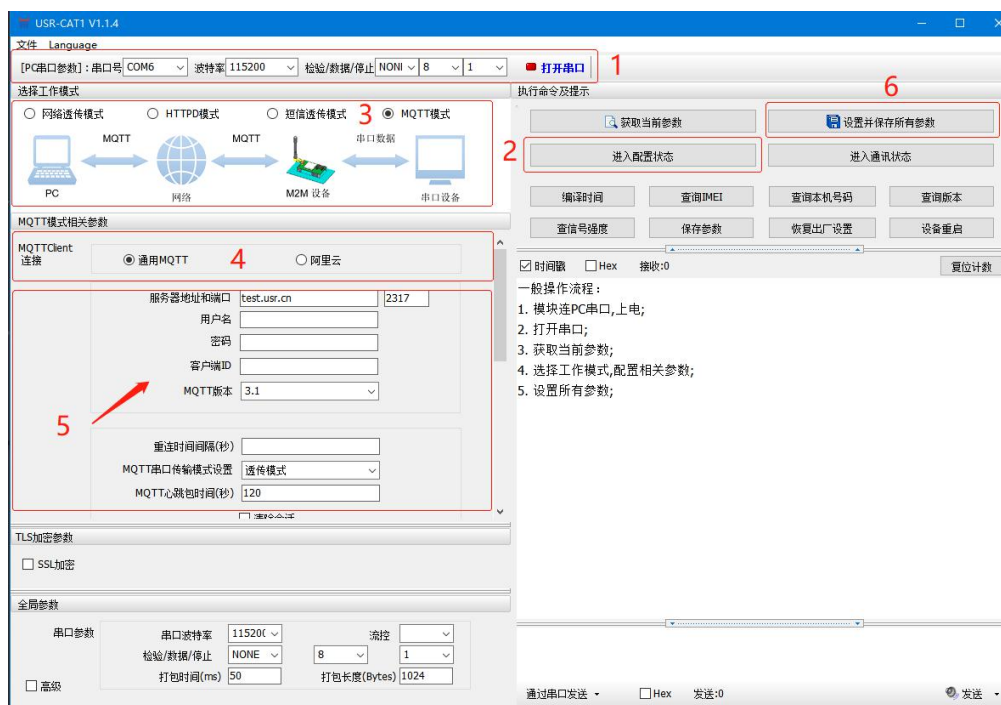 USR-CAT1 V1.1.4
文件 Language
[PC串口参数]：串口号 COM6 波特率 115200 检验/数据/停止 NONI 8 1 打开串口 1
选择工作模式
网络透传模式 HTTPD模式 短信透传模式 3 MQTT模式
MQTT MQTT 串口数据
PC 网络 M2M 设备 串口设备
MQTT模式相关参数
MQTTClient
连接
通用MQTT 4 阿里云
服务器地址和端口 test.usr.cn 2317
用户名
密码
客户端ID
MQTT版本 3.1
5
重连时间间隔(秒)
MQTT串口传输模式设置 透传模式
MQTT心跳包时间(秒) 120
清除会话
TLS加密参数
SSL加密
全局参数
串口参数 串口波特率 11520( 流控
检验/数据/停止 NONE 8 1
打包时间(ms) 50 打包长度(Bytes) 1024
高级
执行命令及提示
6
获取当前参数 设置并保存所有参数
2 进入配置状态 进入通讯状态
编译时间 查询IMEI 查询本机号码 查询版本
查信号强度 保存参数 恢复出厂设置 设备重启
时间戳 Hex 接收:0 复位计数
一般操作流程：
1. 模块连PC串口,上电;
2. 打开串口;
3. 获取当前参数;
4. 选择工作模式,配置相关参数;
5. 设置所有参数;
通过串口发送 Hex 发送:0 发送